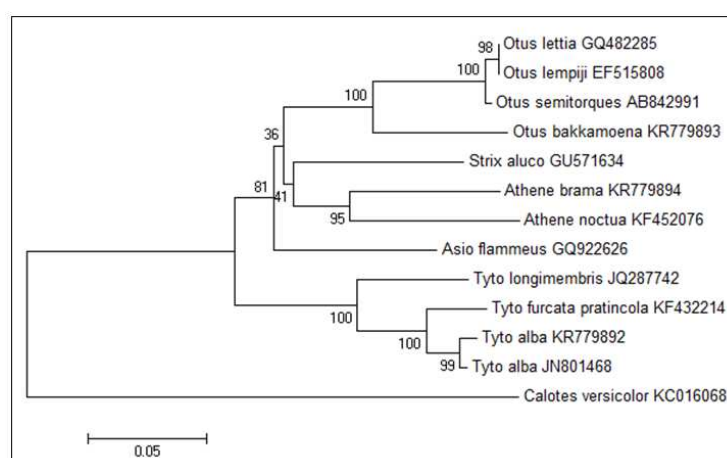 98
Otus lettia GQ482285
100
Otus lempiji EF515808
100
Otus semitorques AB842991
36
Otus bakkamoena KR779893
Strix aluco GU571634
81
41
Athene brama KR779894
95
Athene noctua KF452076
Asio flammeus GQ922626
Tyto longimembris JQ287742
100
Tyto furcata pratincola KF432214
100
Tyto alba KR779892
99
Tyto alba JN801468
Calotes versicolor KC016068
0.05